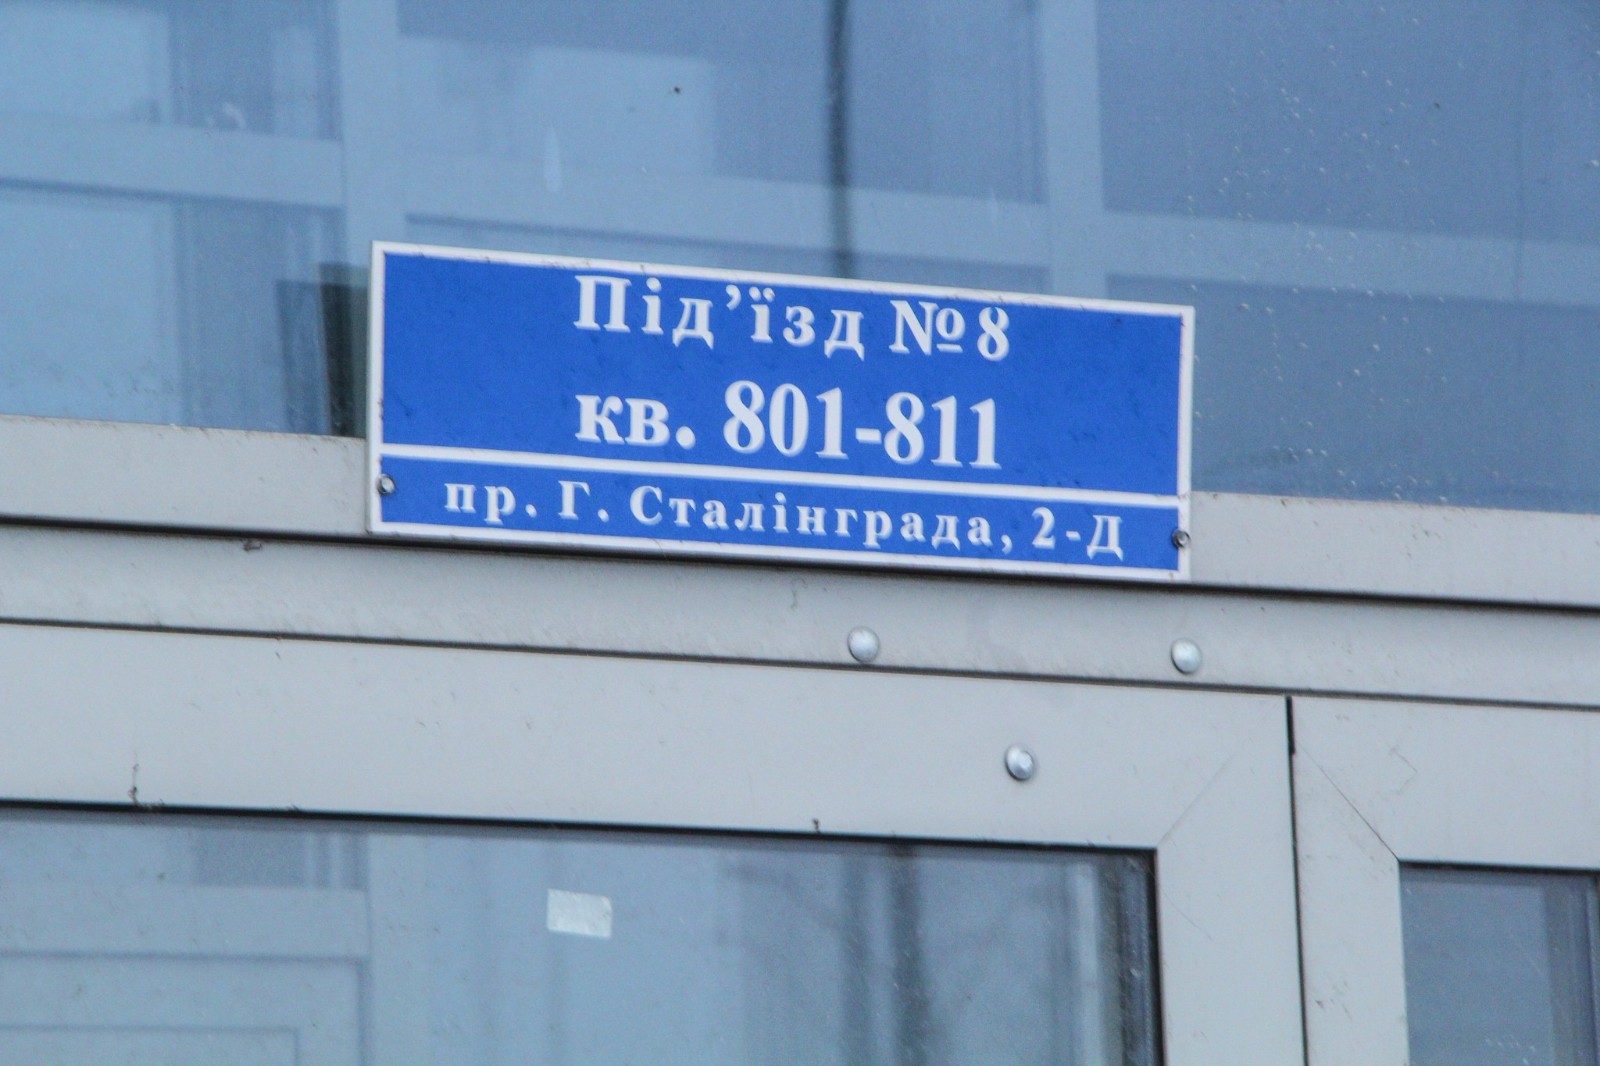 Під’їзд №8
кв. 801-811
пр. Г. Сталінграда, 2-Д